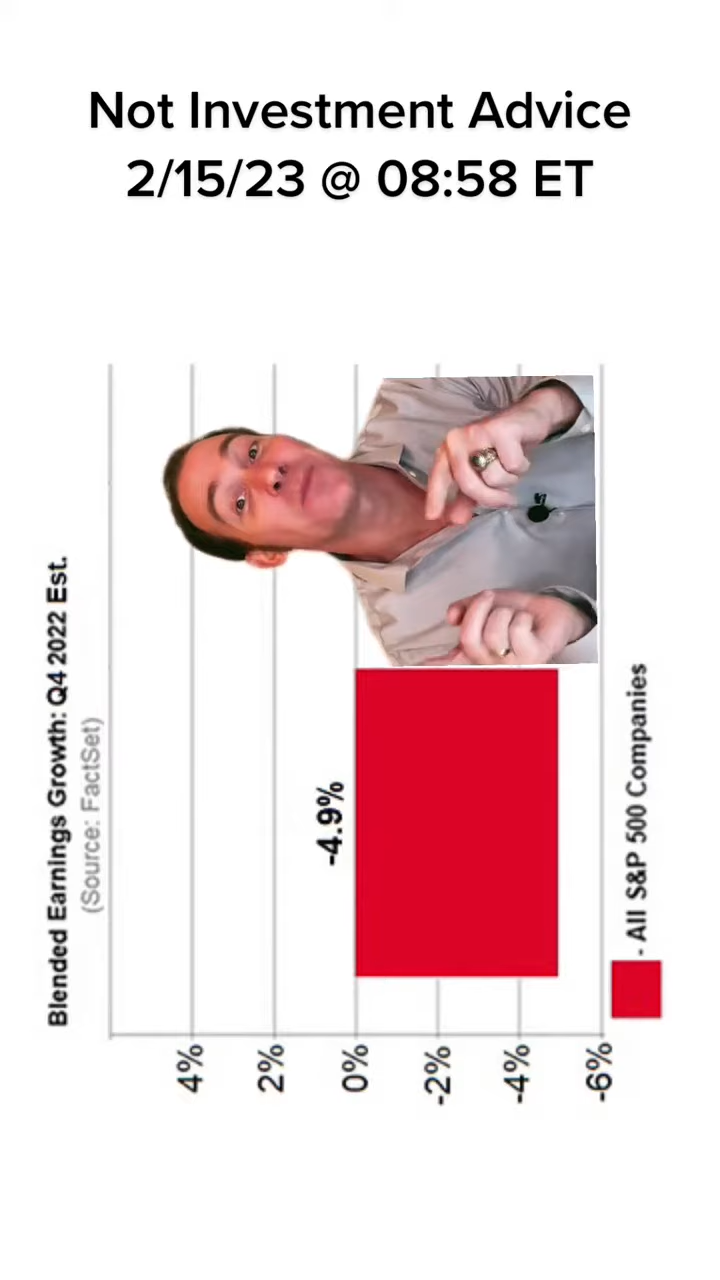 Not Investment Advice
2/15/23 @ 08:58 ET
Blended Earnings Growth: Q4 2022 Est.
(Source: FactSet)
4%
2%
0%
-2%
-4%
-6%
-4.9%
- All S&P 500 Companies